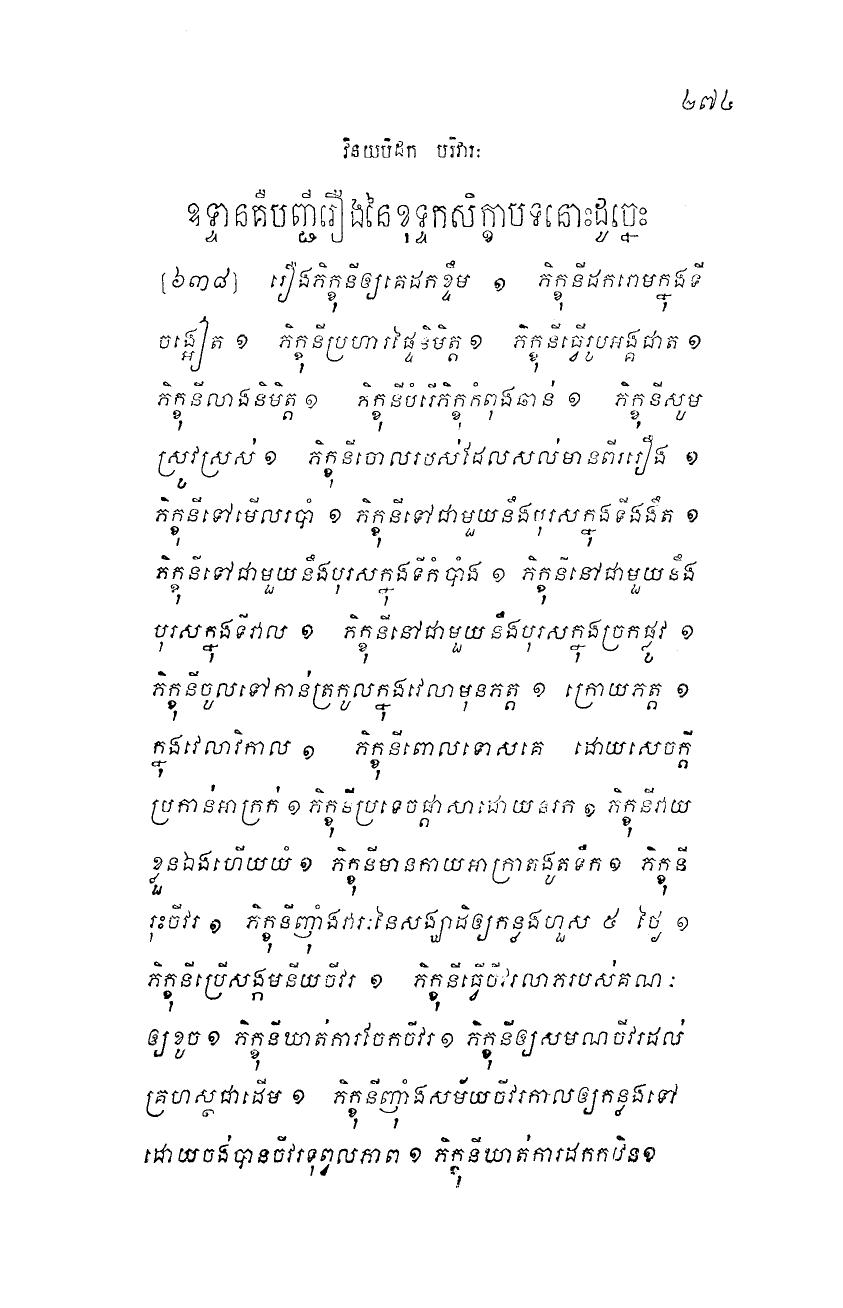 ២៧៤
វិនយបិដក បរិវារៈ
ឧទ្ទានគឺបញ្ជីរឿងនៃខុទ្ទកសិក្ខាបទនោះដូច្នេះ
[៦៣៨] រឿងភិក្ខុនីឲ្យគេដកខ្ទឹម ១ ភិក្ខុនីដករោមក្នុងទី
ចង្អៀត ១ ភិក្ខុនីប្រហារផ្ទៃនិមិត្ត ១ ភិក្ខុនីធ្វើរូបអង្គជាត ១
ភិក្ខុនីលាងនិមិត្ត ១ ភិក្ខុនីបំរើភិក្ខុកំពុងឆាន់ ១ ភិក្ខុនីសូម
ស្រូវស្រស់ ១ ភិក្ខុនីចោលរបស់ដែលសល់មានពីររឿង ១
ភិក្ខុនីទៅមើលរបាំ ១ ភិក្ខុនីទៅជាមួយនឹងបុរសក្នុងទីងងឹត ១
ភិក្ខុនីទៅជាមួយនឹងបុរសក្នុងទីកំបាំង ១ ភិក្ខុនីនៅជាមួយនឹង
បុរសក្នុងទីវាល ១ ភិក្ខុនីនៅជាមួយនឹងបុរសក្នុងច្រកផ្លូវ ១
ភិក្ខុនីចូលទៅកាន់ត្រកូលក្នុងវេលាមុនភត្ត ១ ក្រោយភត្ត ១
ក្នុងវេលាវិកាល ១ ភិក្ខុនីពោលទោសគេ ដោយសេចក្តី
ប្រកាន់អាក្រក់ ១ ភិក្ខុនីប្រទេចផ្តាសាដោយនរក ១ ភិក្ខុនីវាយ
ខ្លួនឯងហើយយំ ១ ភិក្ខុនីមានកាយអាក្រាតងូតទឹក ១ ភិក្ខុនី
រុះចីវរ ១ ភិក្ខុនីញ៉ាំងវារៈនៃសង្ឃាដិឲ្យកន្លងហួស ៥ ថ្ងៃ ១
ភិក្ខុនីប្រើសង្កមនីយចីវរ ១ ភិក្ខុនីធ្វើចីវរលាភរបស់គណៈ
ឲ្យខូច ១ ភិក្ខុនីឃាត់ការចែកចីវរ ១ ភិក្ខុនីឲ្យសមណចីវរដល់
គ្រហស្ថជាដើម ១ ភិក្ខុនីញ៉ាំងសម័យចីវរកាលឲ្យកន្លងទៅ
ដោយចង់បានចីវរទុព្វលភាព ១ ភិក្ខុនីឃាត់ការដកកឋិន១